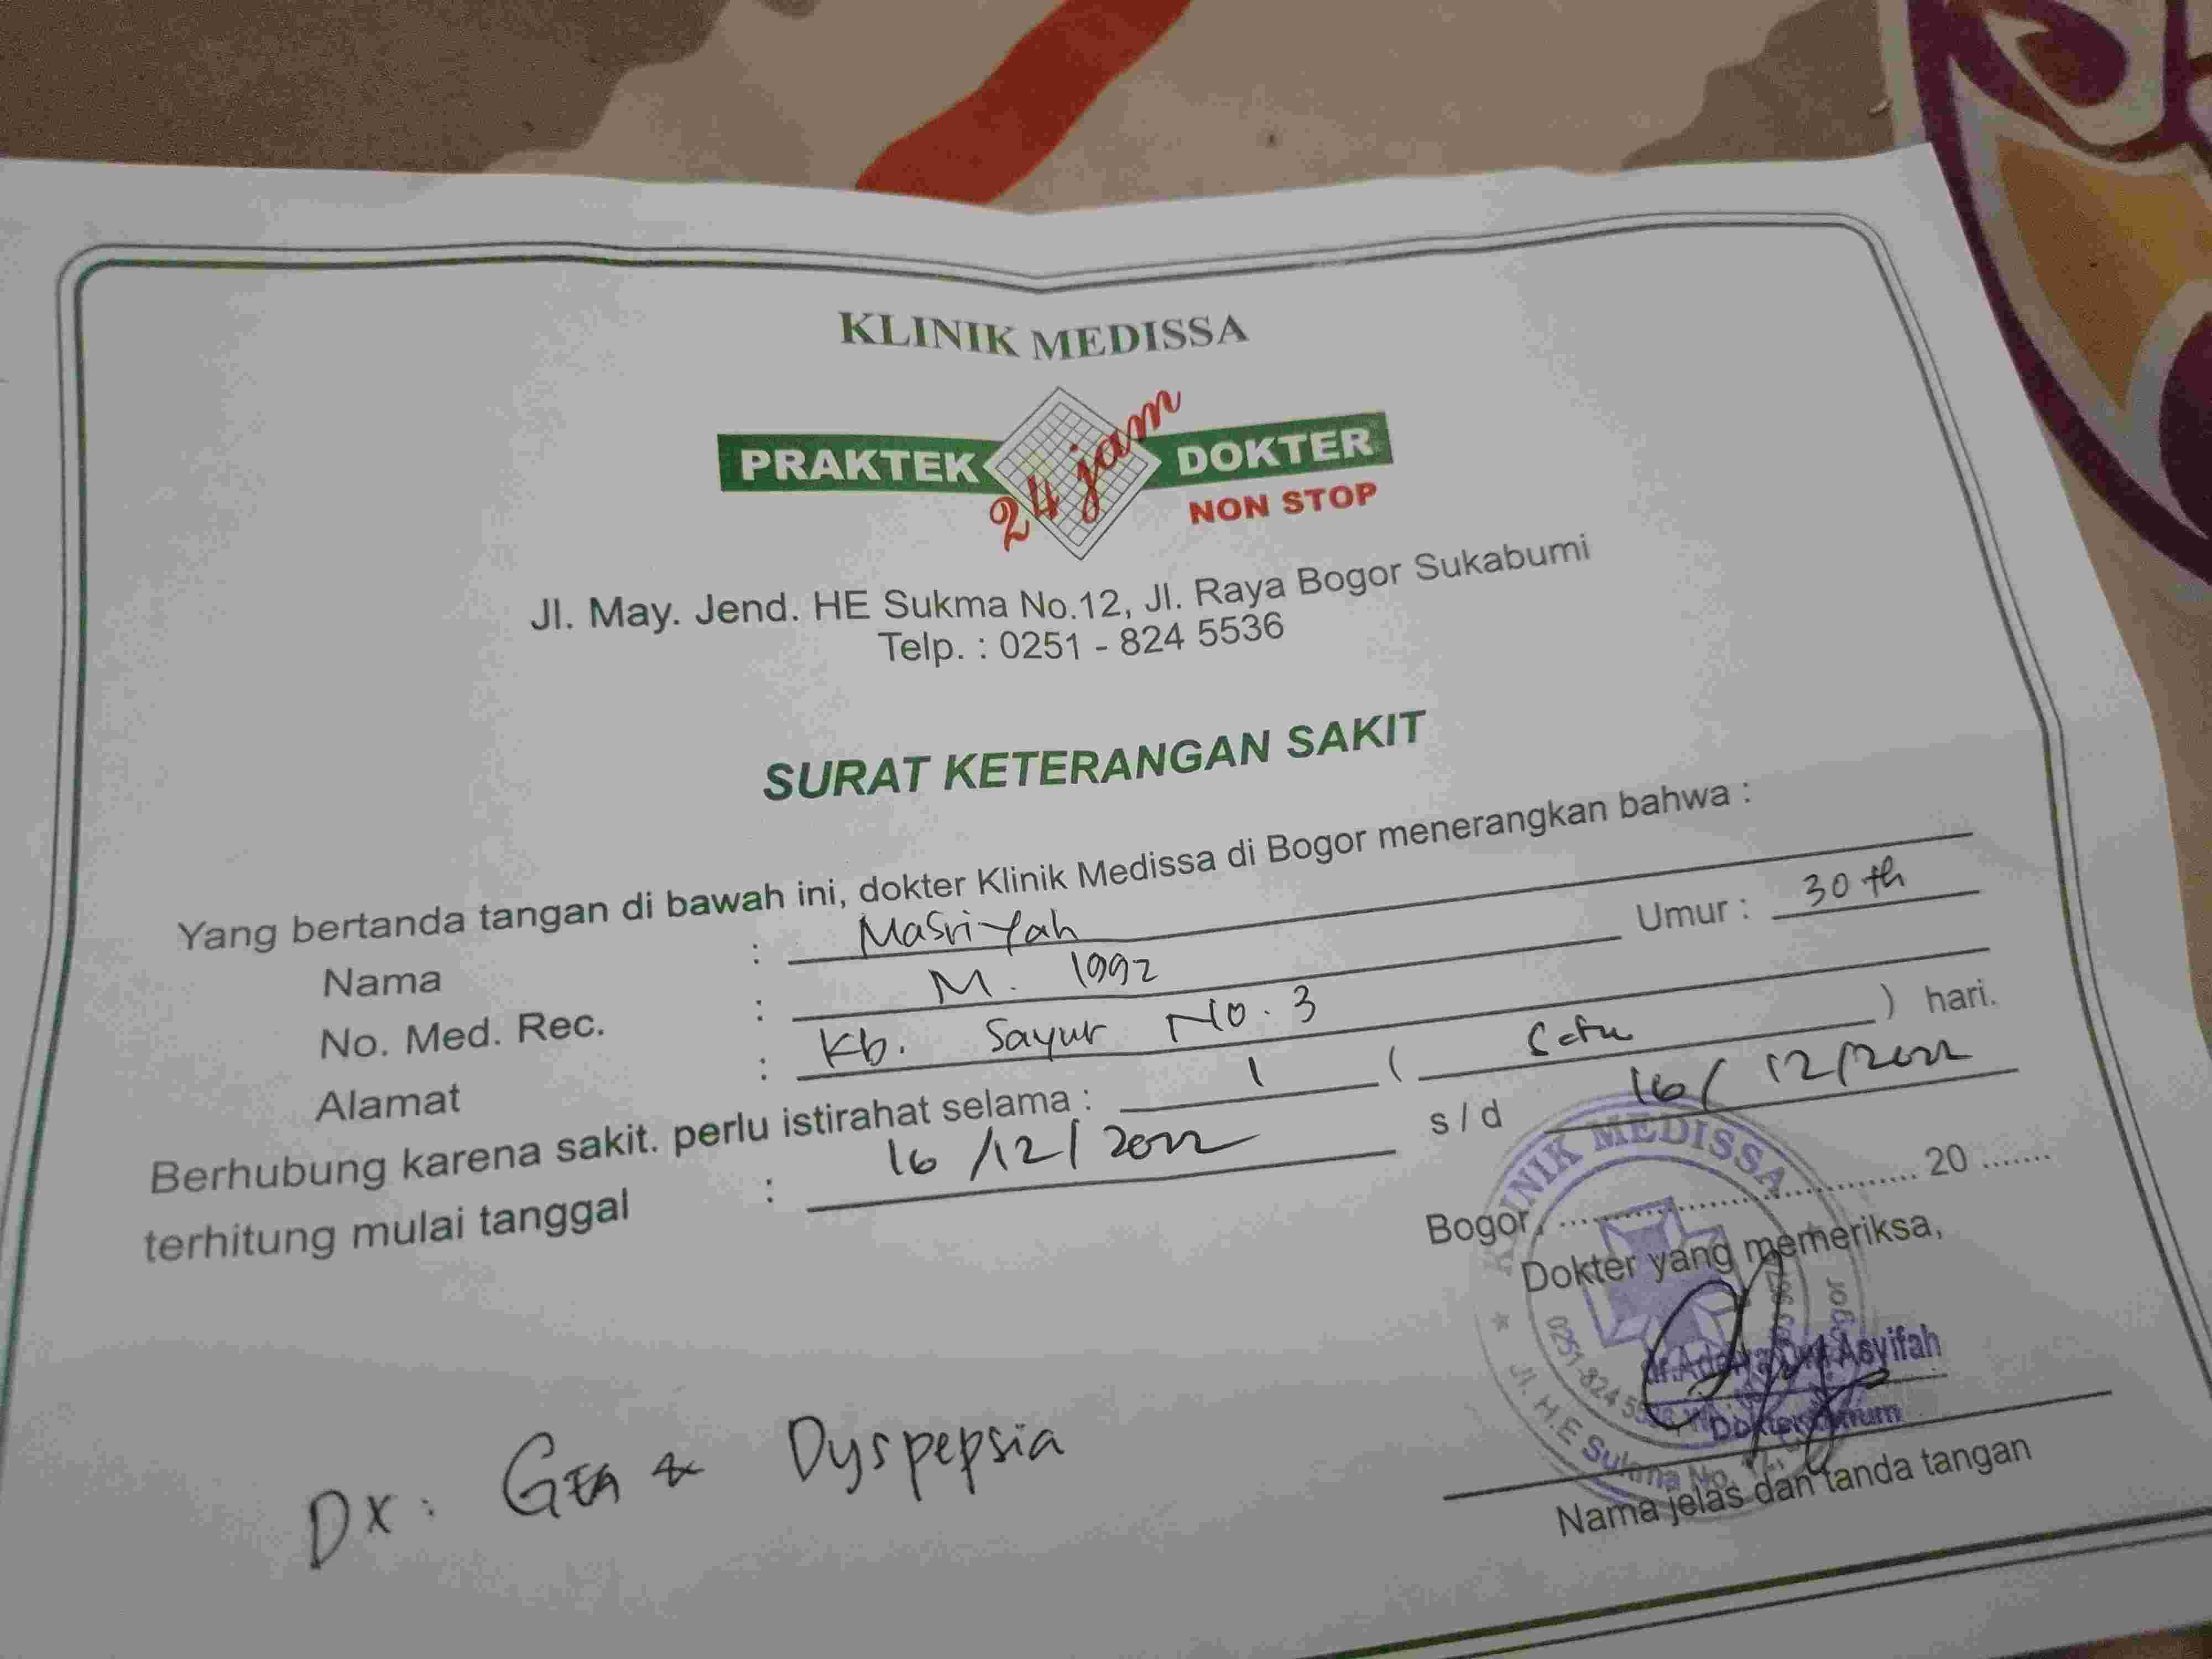 KLINIK MEDISSA
PRAKTEK 24 jam DOKTER
NON STOP
Jl. May. Jend. HE Sukma No.12, Jl. Raya Bogor Sukabumi
Telp. : 0251 - 824 5536
SURAT KETERANGAN SAKIT
Yang bertanda tangan di bawah ini, dokter Klinik Medissa di Bogor menerangkan bahwa :
Nama : Masriyah
No. Med. Rec. : M. 1992 Umur : 30 th
Alamat : Kb. Sayur No. 3
Berhubung karena sakit. perlu istirahat selama : 1 ( Satu ) hari.
terhitung mulai tanggal : 16/12/2022 s/d 16/12/2022
Bogor, .......................... 20 .......
Dokter yang memeriksa,
KLINIK MEDISSA
Asyifah
Dokter Umum
Jl. H.E Sukma No.
Nama jelas dan tanda tangan
DX : GEA & Dyspepsia